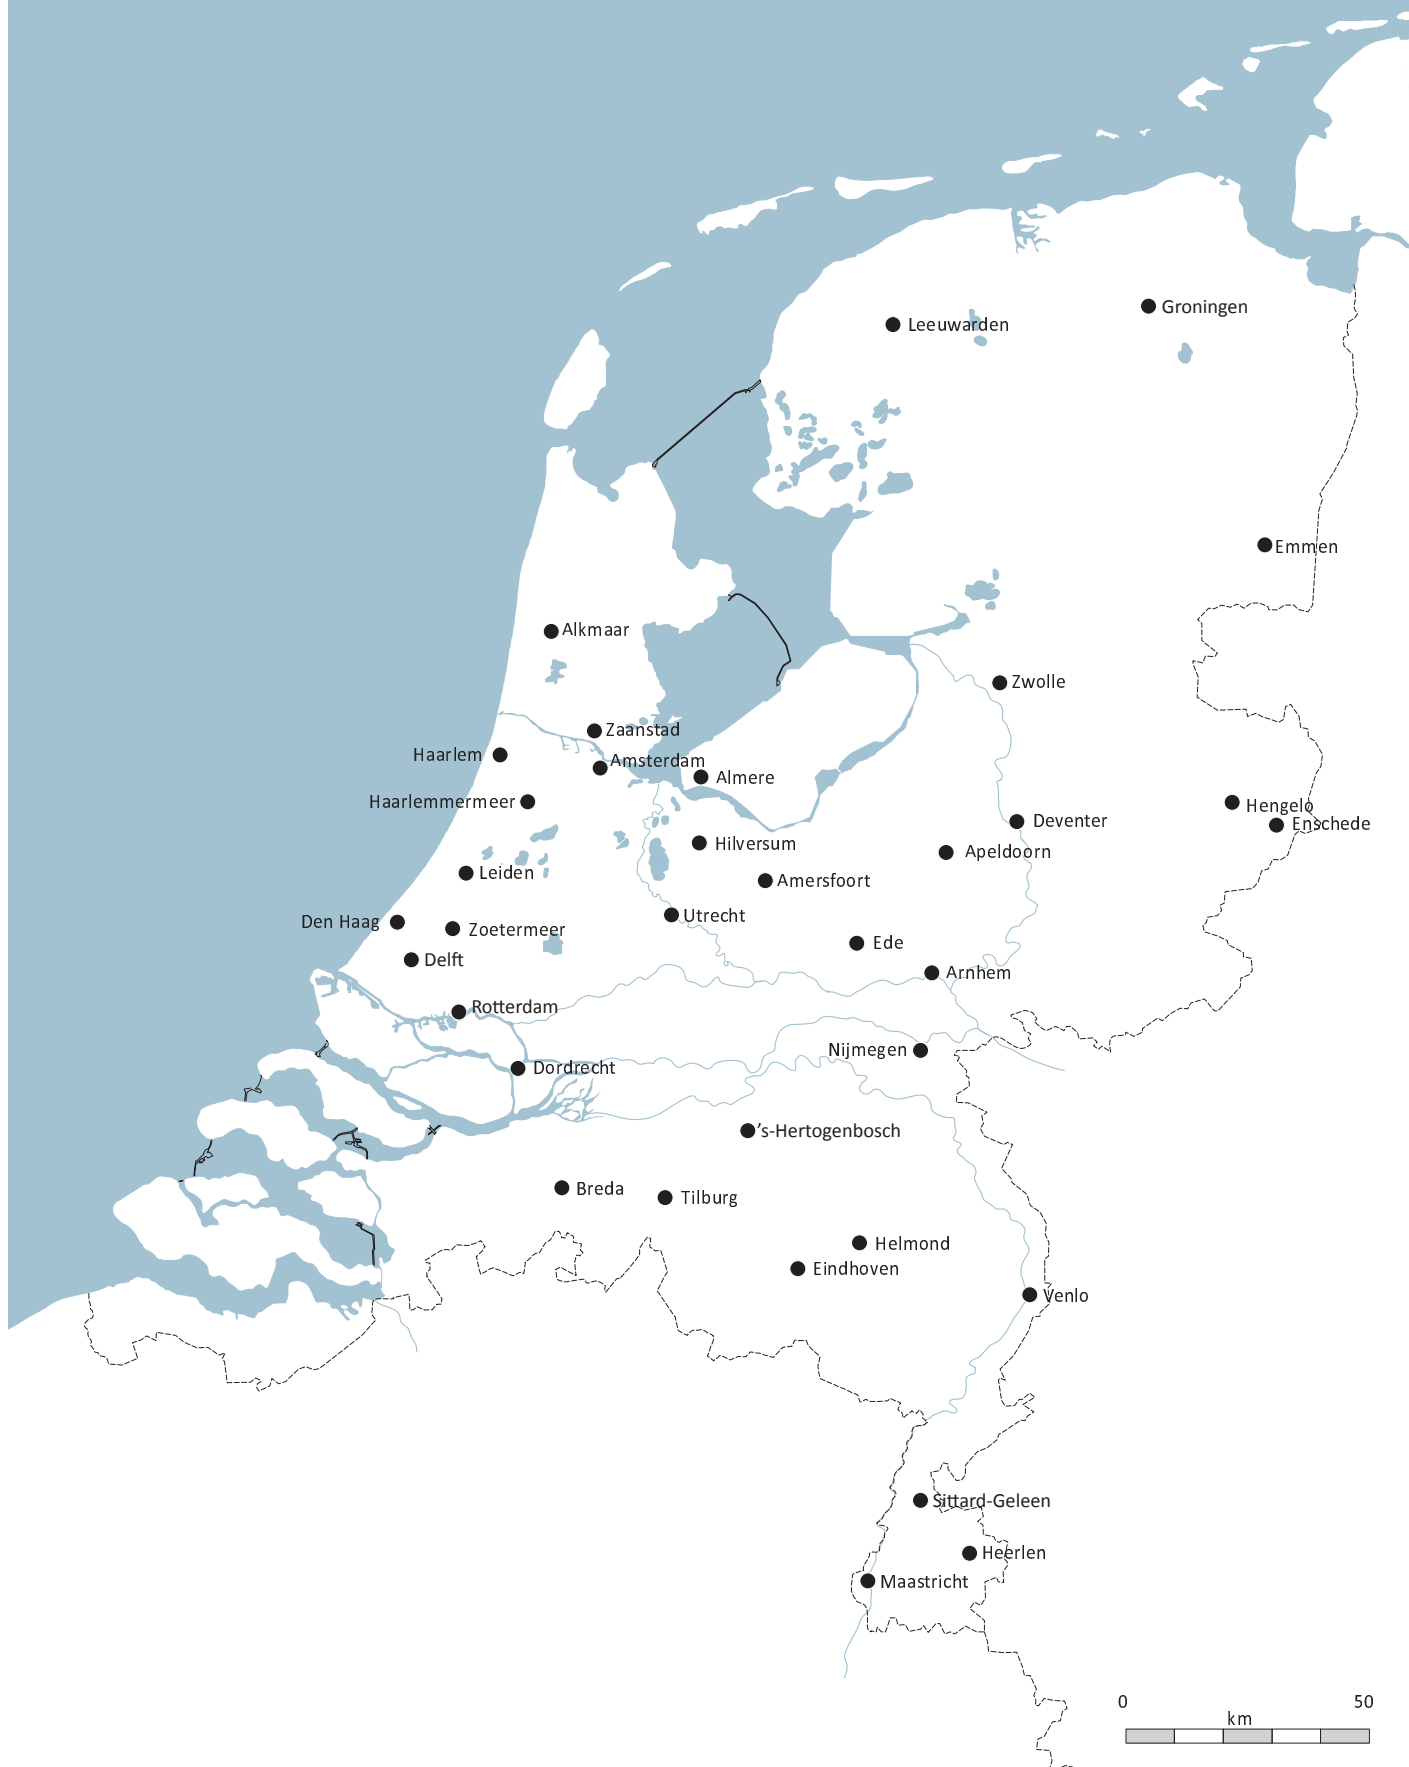 Groningen
Leeuwarden
Emmen
Alkmaar
Zwolle
Zaanstad
Haarlem
Amsterdam
Almere
Haarlemmermeer
Hengelo
Deventer
Enschede
Hilversum
Apeldoorn
Leiden
Amersfoort
Utrecht
Den Haag
Zoetermeer
Ede
Delft
Arnhem
Rotterdam
Nijmegen
Dordrecht
's-Hertogenbosch
Breda
Tilburg
Helmond
Eindhoven
Venlo
Sittard-Geleen
Heerlen
Maastricht
0 50
km